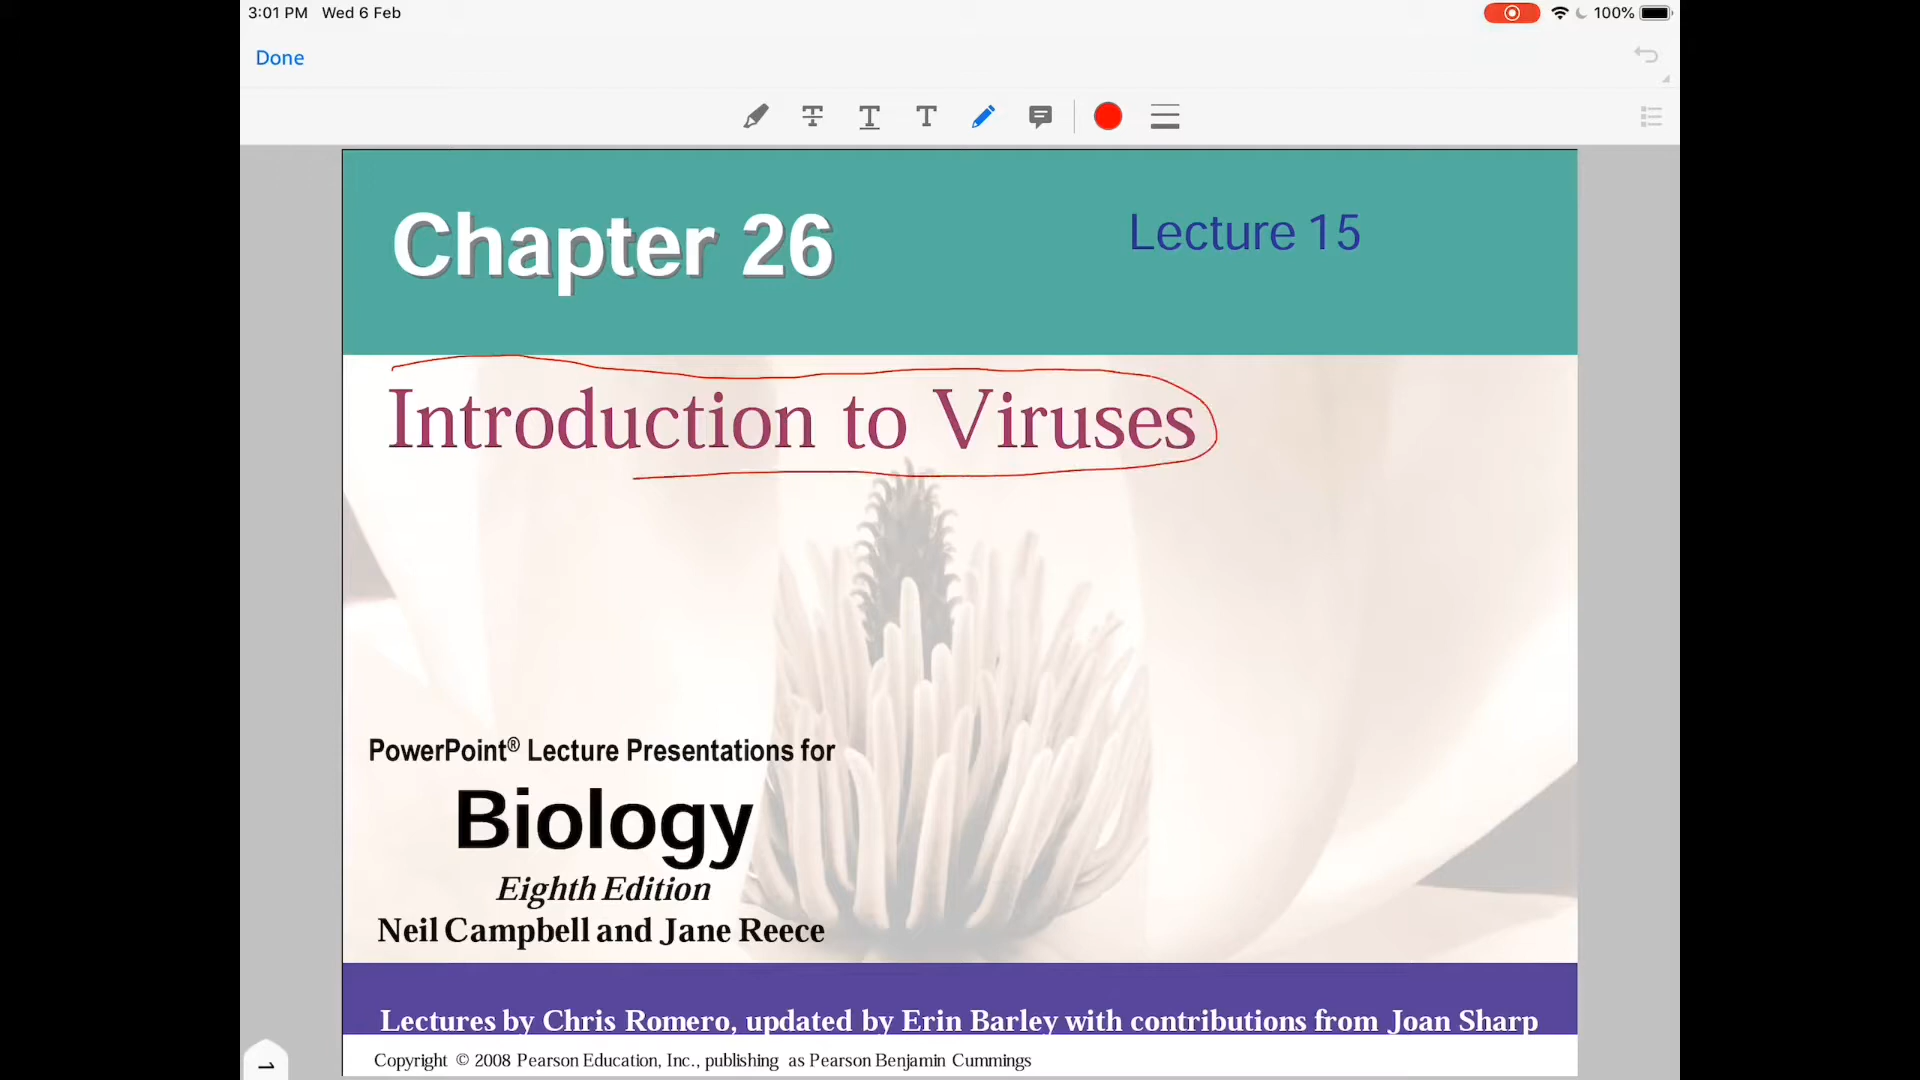 3:01 PM Wed 6 Feb
100%
Done
Chapter 26
Lecture 15
Introduction to Viruses
PowerPoint® Lecture Presentations for
Biology
Eighth Edition
Neil Campbell and Jane Reece
Lectures by Chris Romero, updated by Erin Barley with contributions from Joan Sharp
Copyright © 2008 Pearson Education, Inc., publishing as Pearson Benjamin Cummings